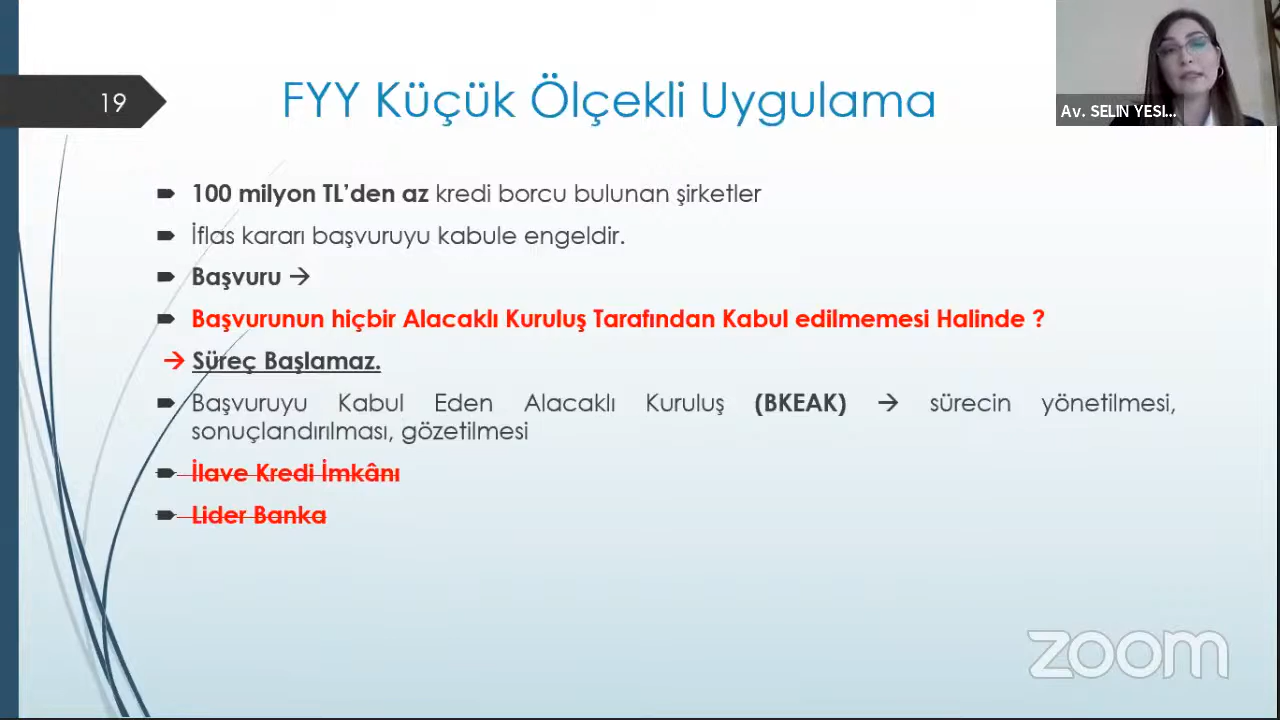 19
FYY Küçük Ölçekli Uygulama
Av. SELIN YESI...
100 milyon TL’den az kredi borcu bulunan şirketler
İflas kararı başvuruyu kabule engeldir.
Başvuru →
Başvurunun hiçbir Alacaklı Kuruluş Tarafından Kabul edilmemesi Halinde ?
→ Süreç Başlamaz.
Başvuruyu Kabul Eden Alacaklı Kuruluş (BKEAK) → sürecin yönetilmesi,
sonuçlandırılması, gözetilmesi
İlave Kredi İmkânı
Lider Banka
zoom